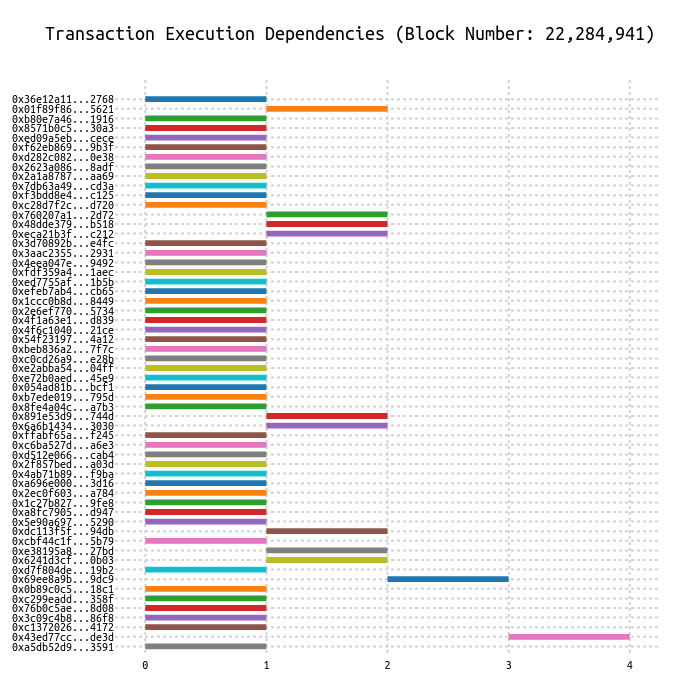 Transaction Execution Dependencies (Block Number: 22,284,941)
0x36e12a11...2768
0x01f89f86...5621
0xb80e7a46...1916
0x8571b0c5...30a3
0xed09a5eb...cece
0xf62eb869...9b3f
0xd282c082...0e38
0x2623a086...8adf
0x2a1a8787...aa69
0x7db63a49...cd3a
0xf3bdd8e4...c125
0xc28d7f2c...d720
0x760207a1...2d72
0x48dde379...b518
0xeca21b3f...c212
0x3d70892b...e4fc
0x3aac2355...2931
0x4eea047e...9492
0xfdf359a4...1aec
0xed7755af...1b5b
0xefeb7ab4...cb65
0x1ccc0b8d...8449
0x2e6ef770...5734
0x4f1a63e1...d839
0x4f6c1040...21ce
0x54f23197...4a12
0xbeb836a2...7f7c
0xc0cd26a9...e28b
0xe2abba54...04ff
0xe72b0aed...45e9
0x054ad81b...bcf1
0xb7ede019...795d
0x8fe4a04c...a7b3
0x891e53d9...744d
0x6a6b1434...3030
0xffabf65a...f245
0xc6ba527d...a6e3
0xd512e066...cab4
0x2f857bed...a03d
0x4ab71b89...f9ba
0xa696e000...3d16
0x2ec0f603...a784
0x1c27b827...9fe8
0xa8fc7905...d947
0x5e90a697...5290
0xdc113f5f...94db
0xcbf44c1f...5b79
0xe38195a8...27bd
0x6241d3cf...0b03
0xd7f804de...19b2
0x69ee8a9b...9dc9
0x0b89c0c5...18c1
0xc299eadd...358f
0x76b0c5ae...8d08
0x3c09c4b8...86f8
0xc1372026...4172
0x43ed77cc...de3d
0xa5db52d9...3591
0 1 2 3 4